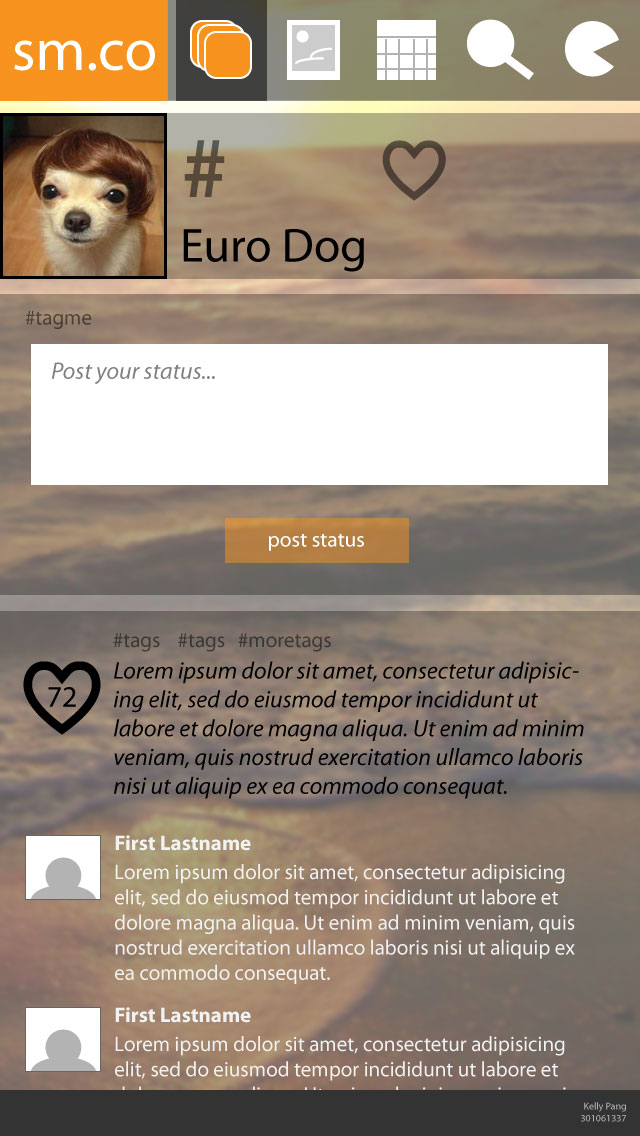 sm.co
#
Euro Dog
#tagme
Post your status...
post status
#tags #tags #moretags
72
Lorem ipsum dolor sit amet, consectetur adipisic-
ing elit, sed do eiusmod tempor incididunt ut
labore et dolore magna aliqua. Ut enim ad minim
veniam, quis nostrud exercitation ullamco laboris
nisi ut aliquip ex ea commodo consequat.
First Lastname
Lorem ipsum dolor sit amet, consectetur adipisicing
elit, sed do eiusmod tempor incididunt ut labore et
dolore magna aliqua. Ut enim ad minim veniam, quis
nostrud exercitation ullamco laboris nisi ut aliquip ex
ea commodo consequat.
First Lastname
Lorem ipsum dolor sit amet, consectetur adipisicing
elit, sed do eiusmod tempor incididunt ut labore et
Kelly Pang
301061337